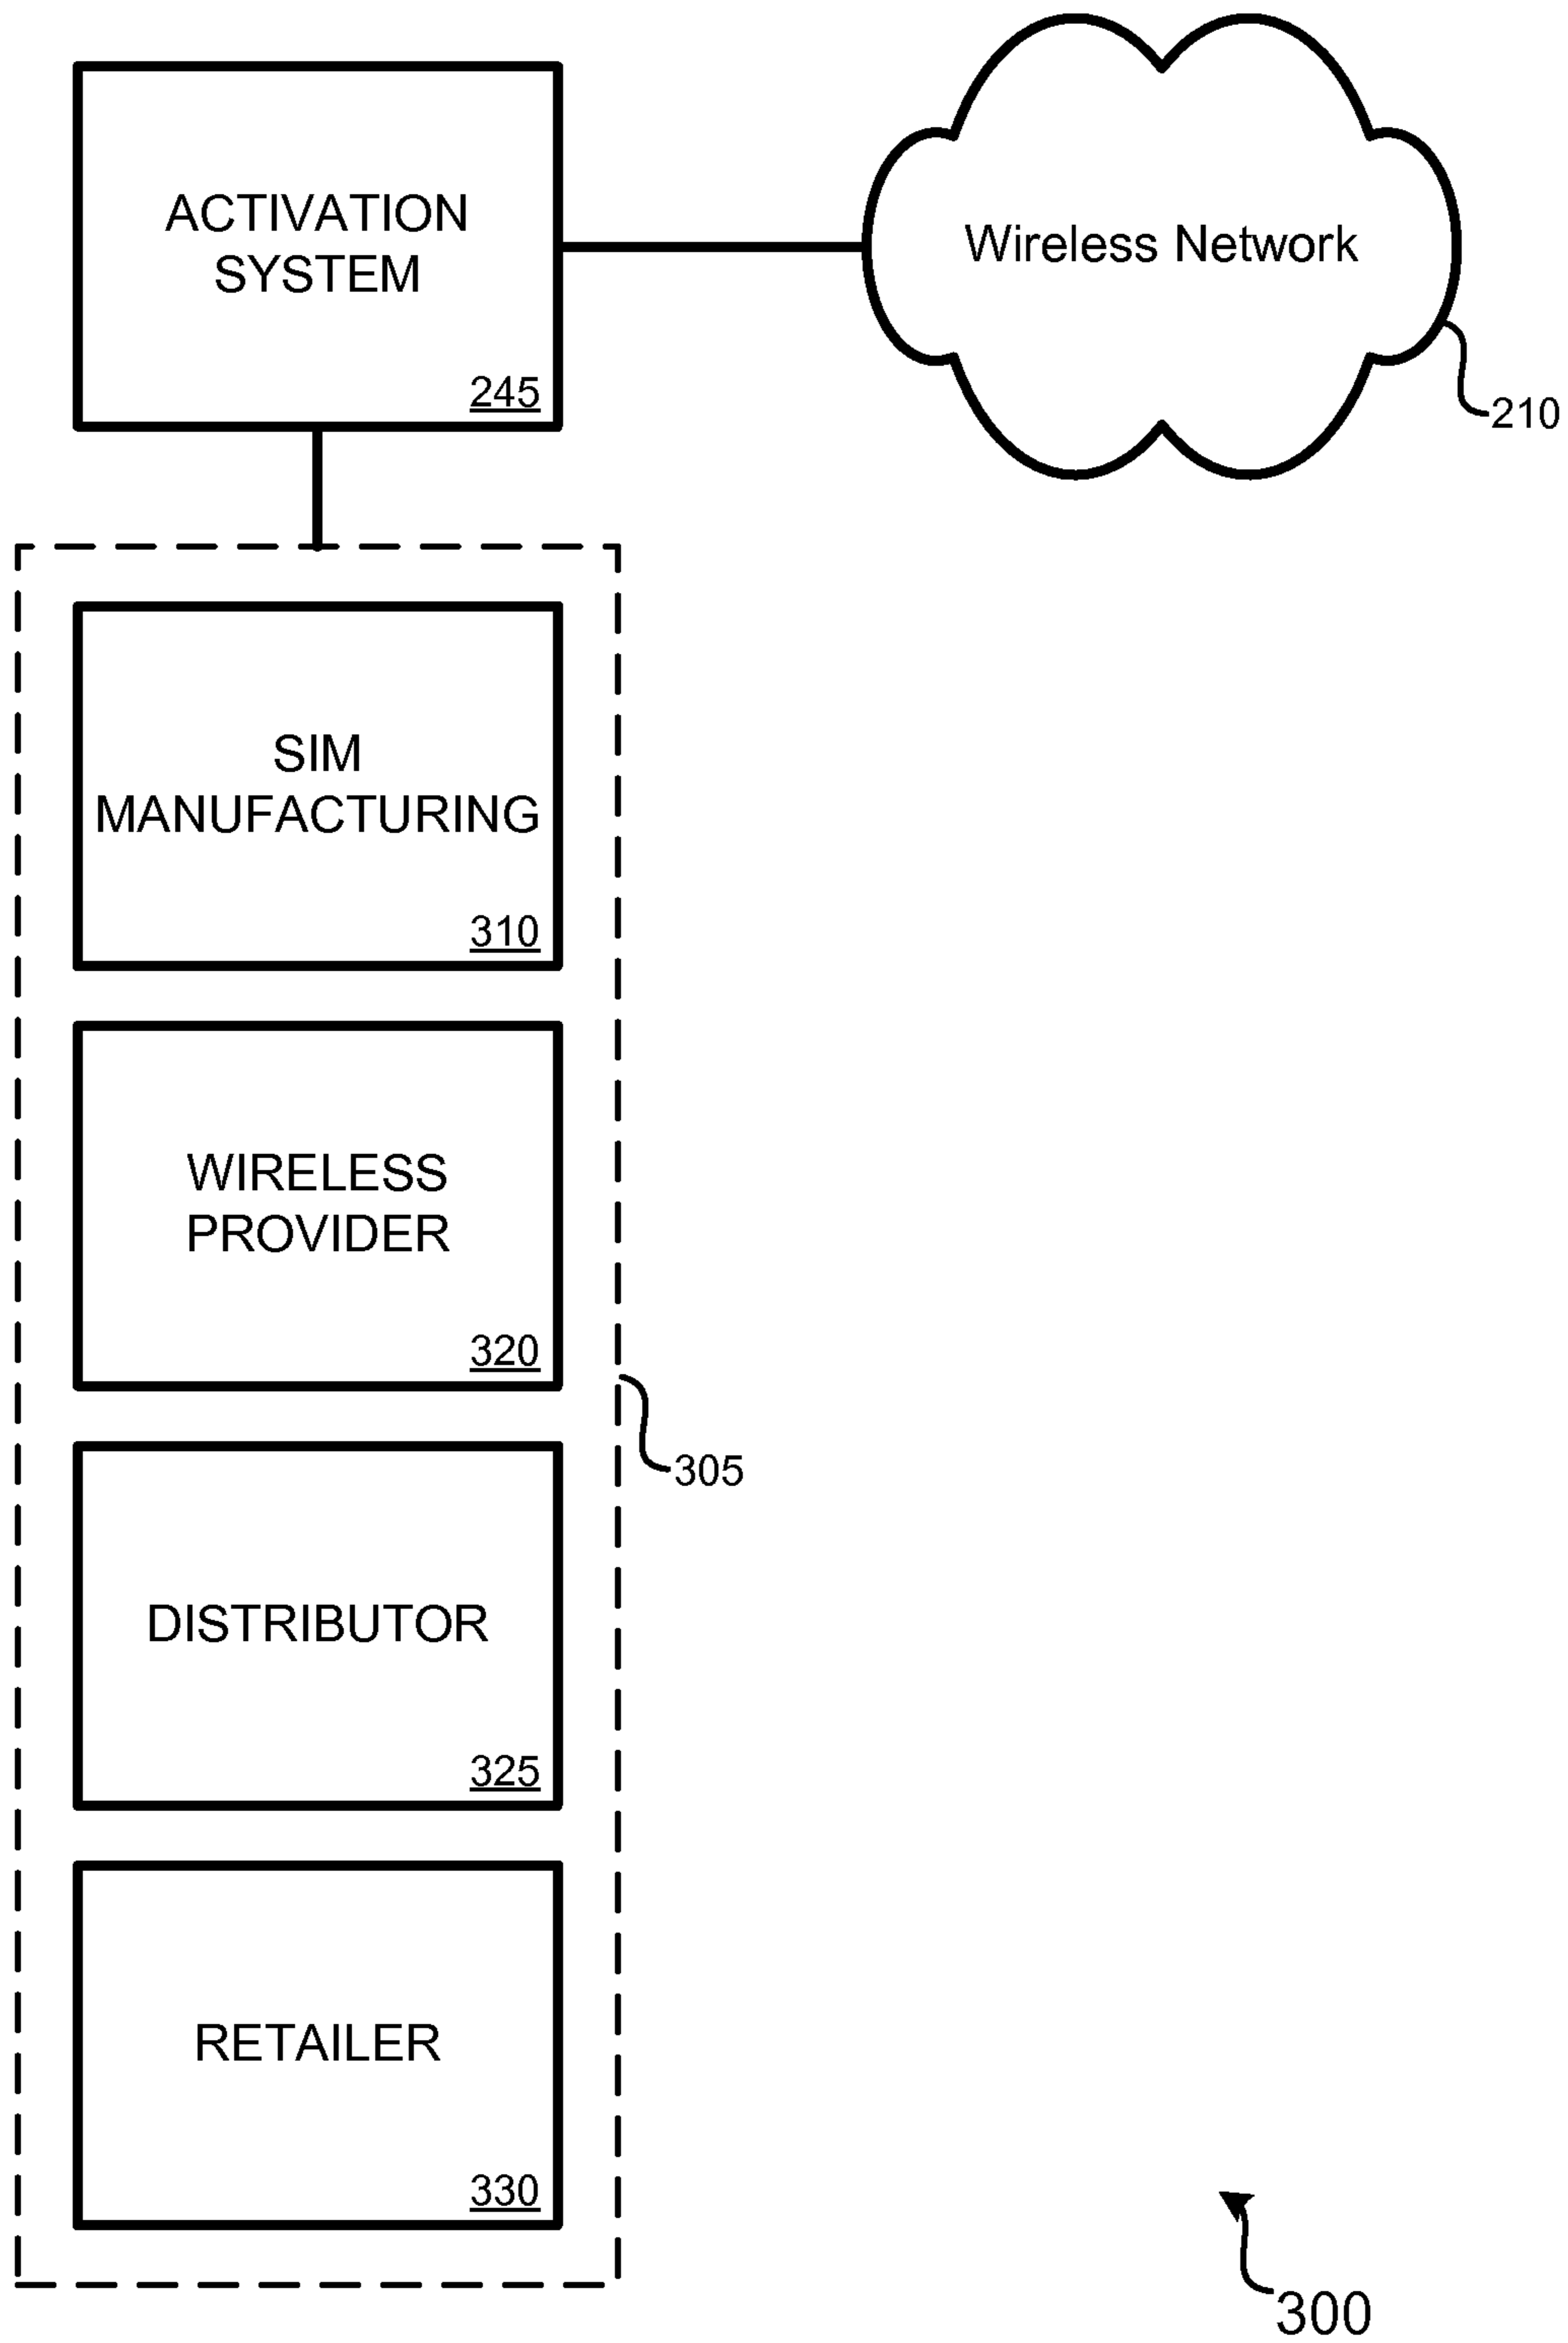 ACTIVATION
SYSTEM
245
Wireless Network
210
SIM
MANUFACTURING
310
WIRELESS
PROVIDER
320
305
DISTRIBUTOR
325
RETAILER
330
300